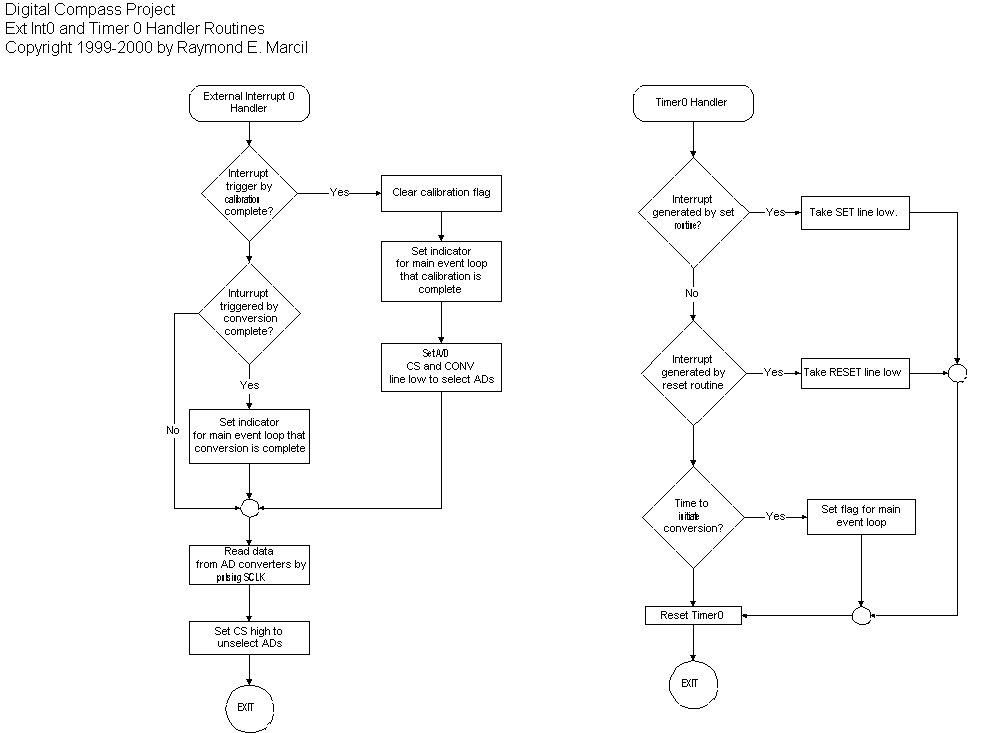 Digital Compass Project
Ext Int0 and Timer 0 Handler Routines
Copyright 1999-2000 by Raymond E. Marcil
External Interrupt 0
Handler
Interrupt
trigger by
calibration
complete?
Yes
Clear calibration flag
Set indicator
for main event loop
that calibration is
complete
Set A/D
CS and CONV
line low to select ADs
Inturrupt
triggered by
conversion
complete?
Yes
No
Set indicator
for main event loop that
conversion is complete
Read data
from AD converters by
pulsing SCLK
Set CS high to
unselect ADs
EXIT
Timer0 Handler
Interrupt
generated by set
routine?
Yes
Take SET line low.
No
Interrupt
generated by
reset routine
Yes
Take RESET line low
Time to
initiate
conversion?
Yes
Set flag for main
event loop
Reset Timer0
EXIT